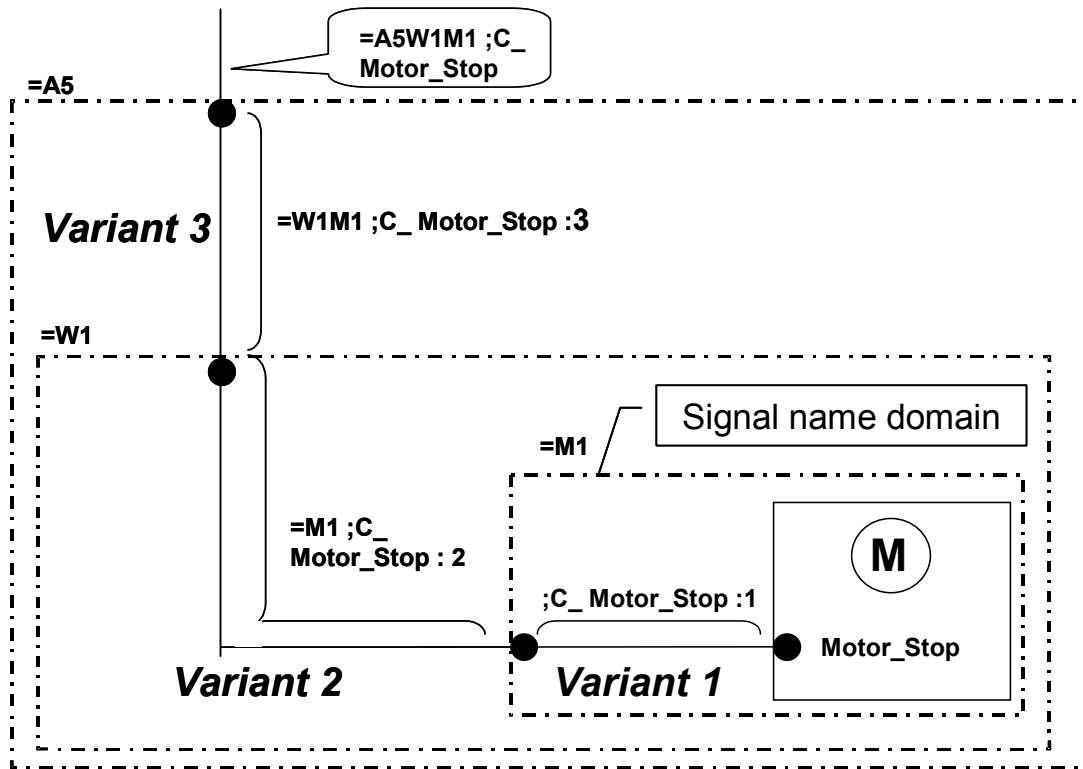 =A5W1M1 ;C_
Motor_Stop
=A5
Variant 3
=W1M1 ;C_ Motor_Stop :3
=W1
Signal name domain
=M1
=M1 ;C_
Motor_Stop : 2
M
;C_ Motor_Stop :1
Motor_Stop
Variant 2
Variant 1